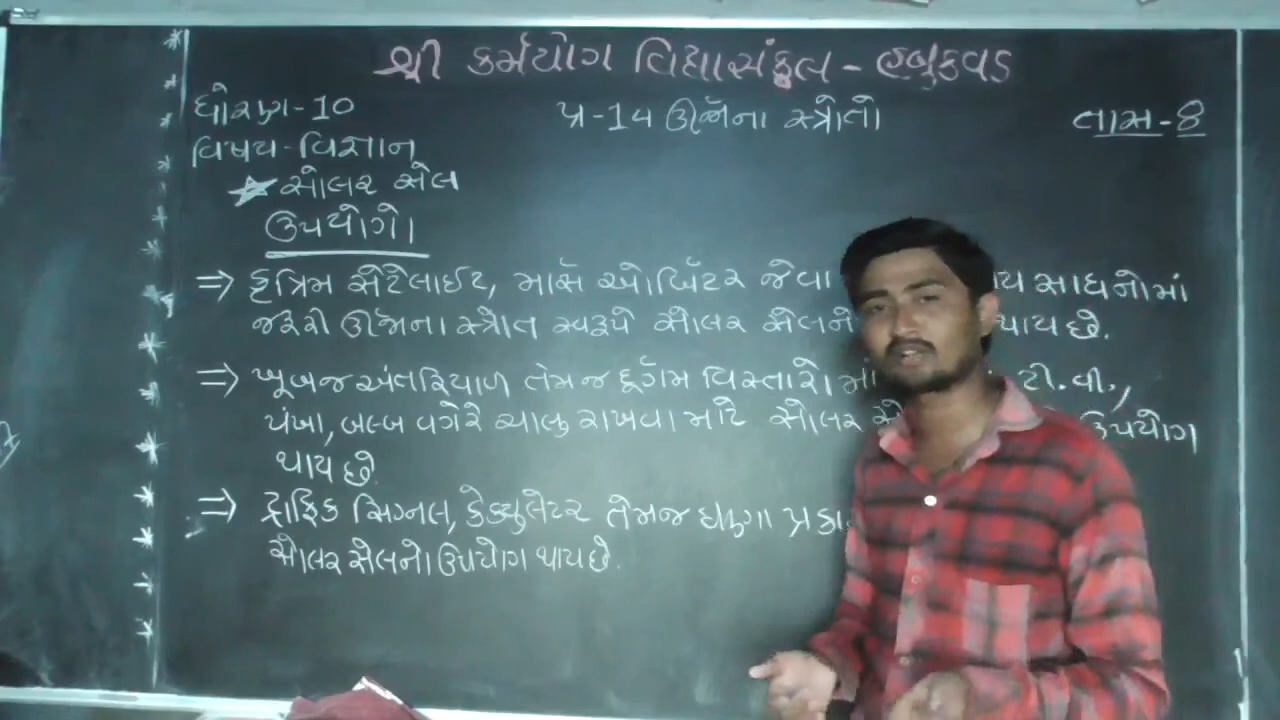 શ્રી કર્મયોગ વિદ્યાસંકુલ - હબુકવડ
ધોરણ - 10 પ્ર - 14 ઊર્જાના સ્ત્રોતો તાસ - 8
વિષય - વિજ્ઞાન
★ સોલર સેલ
ઉપયોગો
⇒ કૃત્રિમ સેટેલાઈટ, માર્સ ઓર્બિટર જેવા સાધનોમાં
જરૂરી ઊર્જાના સ્ત્રોત સ્વરૂપે સોલર સેલનો થાય છે.
⇒ ખૂબજ અંતરિયાળ તેમજ દૂર્ગમ વિસ્તારોમાં ટી.વી.,
પંખા, બલ્બ વગેરે ચાલુ રાખવા માટે સોલર ઉપયોગ
થાય છે.
⇒ ટ્રાફિક સિગ્નલ, કેલ્ક્યુલેટર તેમજ ઘણા
સોલર સેલનો ઉપયોગ થાય છે.